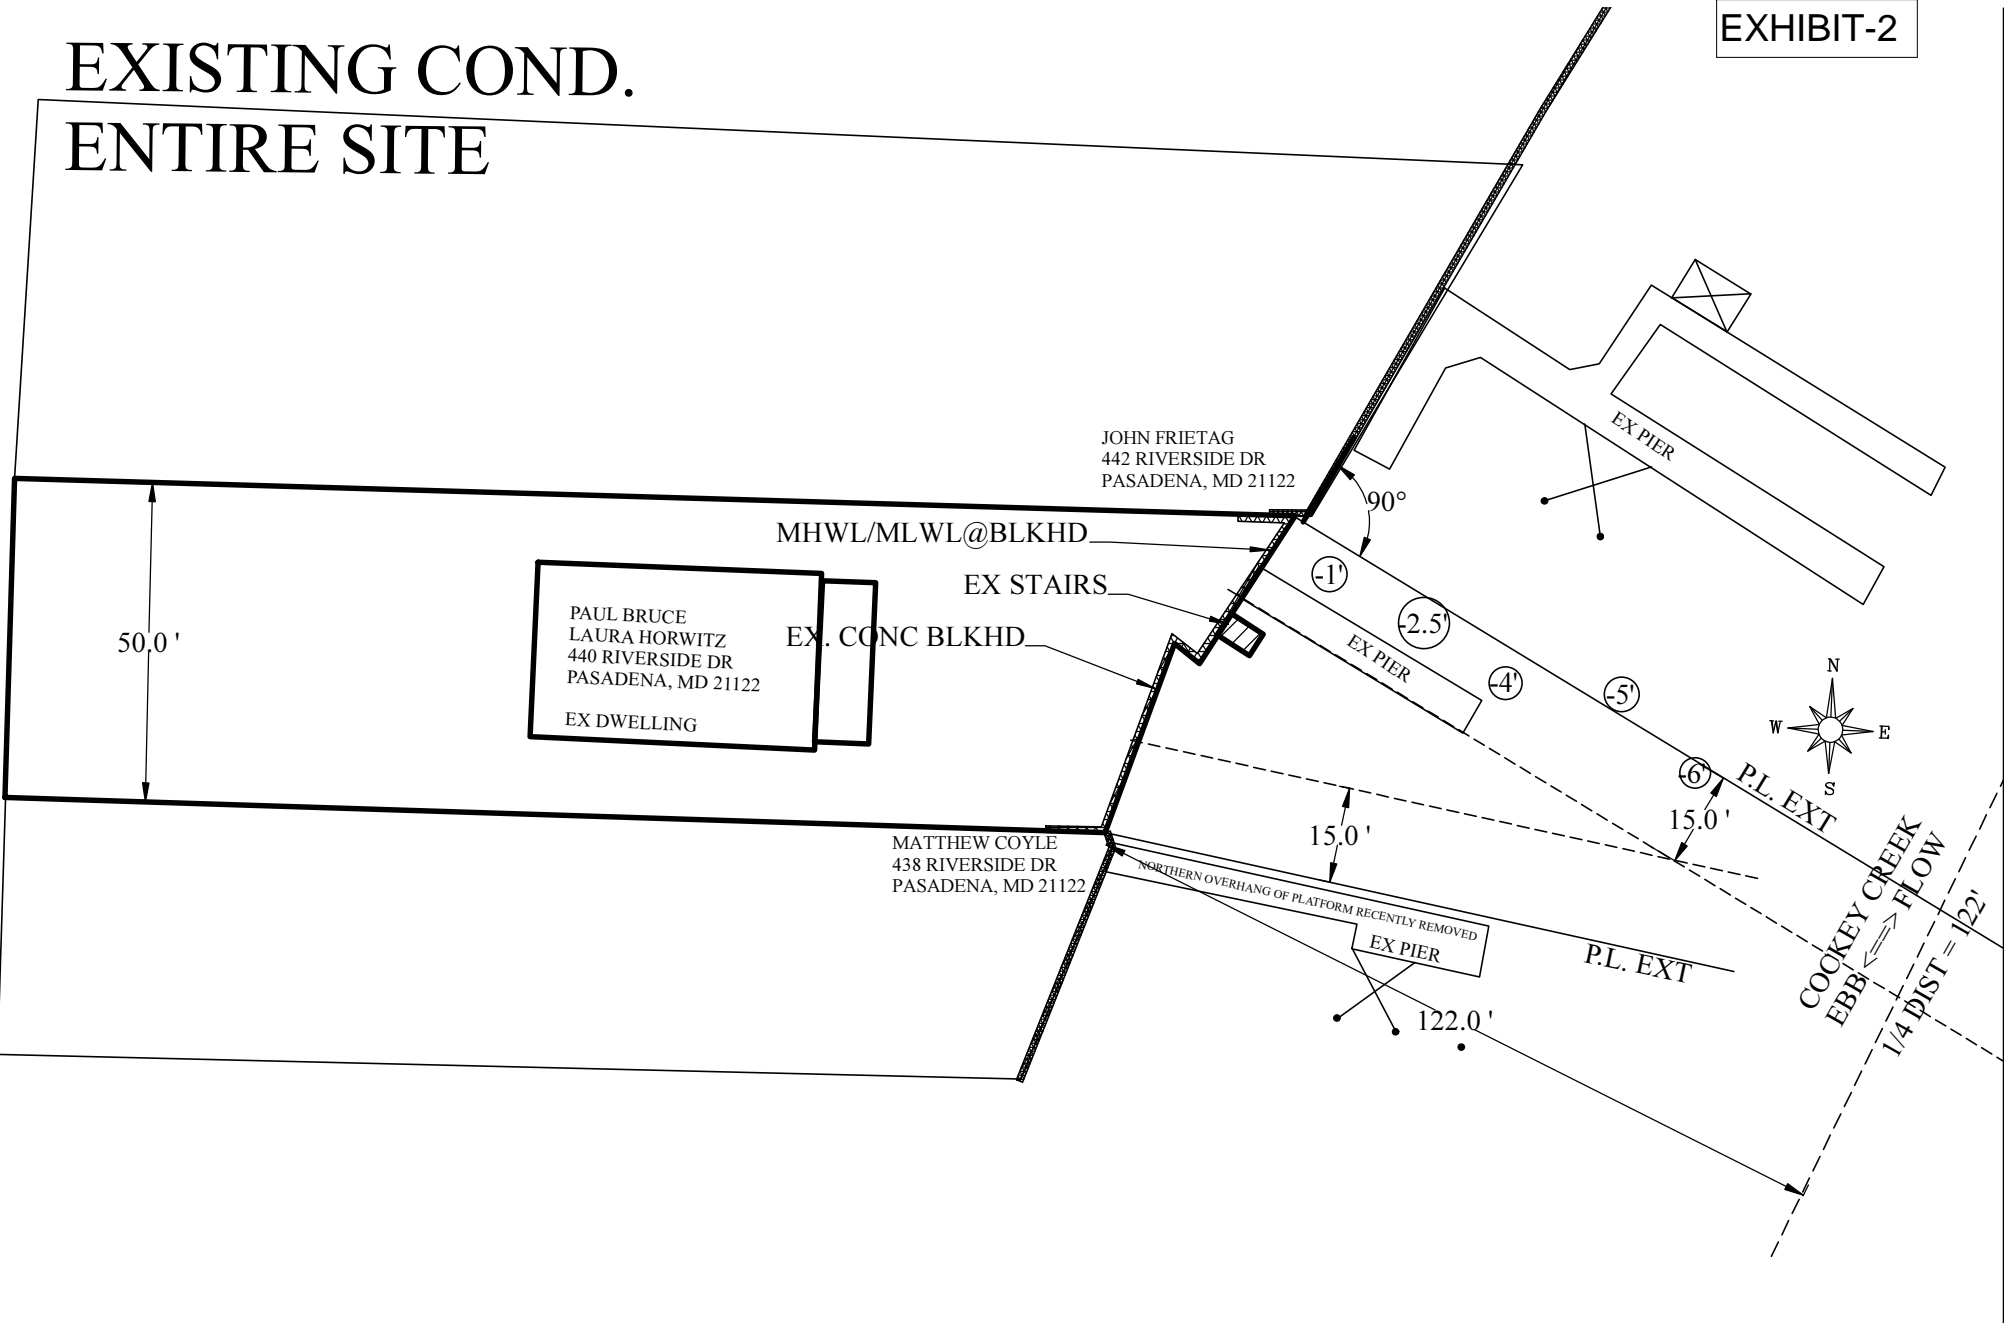 EXHIBIT-2
EXISTING COND.
ENTIRE SITE
JOHN FRIETAG
442 RIVERSIDE DR
PASADENA, MD 21122
EX PIER
90°
MHWL/MLWL@BLKHD
EX STAIRS
EX. CONC BLKHD
50.0 '
PAUL BRUCE
LAURA HORWITZ
440 RIVERSIDE DR
PASADENA, MD 21122
EX DWELLING
-1'
-2.5'
-4'
-5'
-6'
EX PIER
N
W
E
S
P.L. EXT
15.0 '
15.0 '
MATTHEW COYLE
438 RIVERSIDE DR
PASADENA, MD 21122
NORTHERN OVERHANG OF PLATFORM RECENTLY REMOVED
EX PIER
P.L. EXT
122.0 '
COCKEY CREEK
EBB FLOW
1/4 DIST = 122'